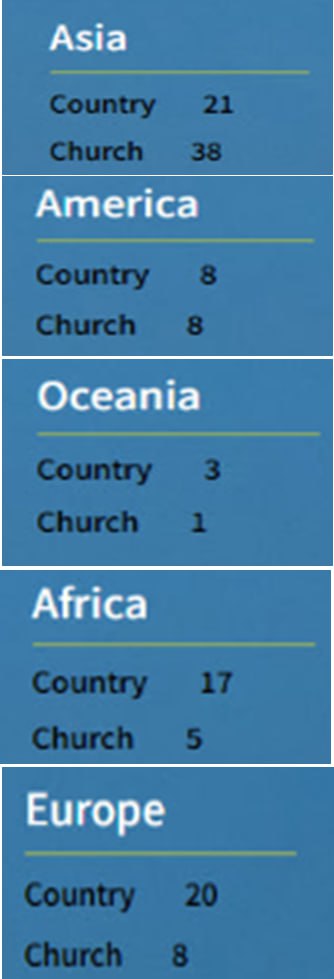 Asia
Country 21
Church 38
America
Country 8
Church 8
Oceania
Country 3
Church 1
Africa
Country 17
Church 5
Europe
Country 20
Church 8